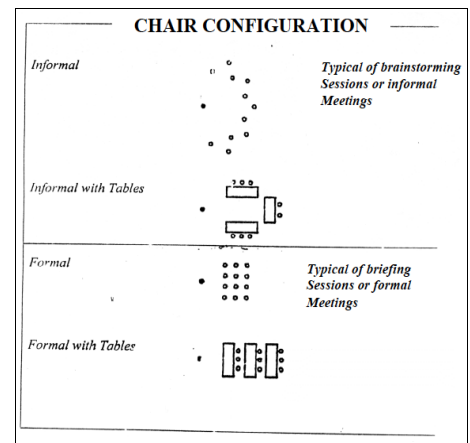 CHAIR CONFIGURATION
Informal
Typical of brainstorming
Sessions or informal
Meetings
Informal with Tables
Formal
Typical of briefing
Sessions or formal
Meetings
Formal with Tables